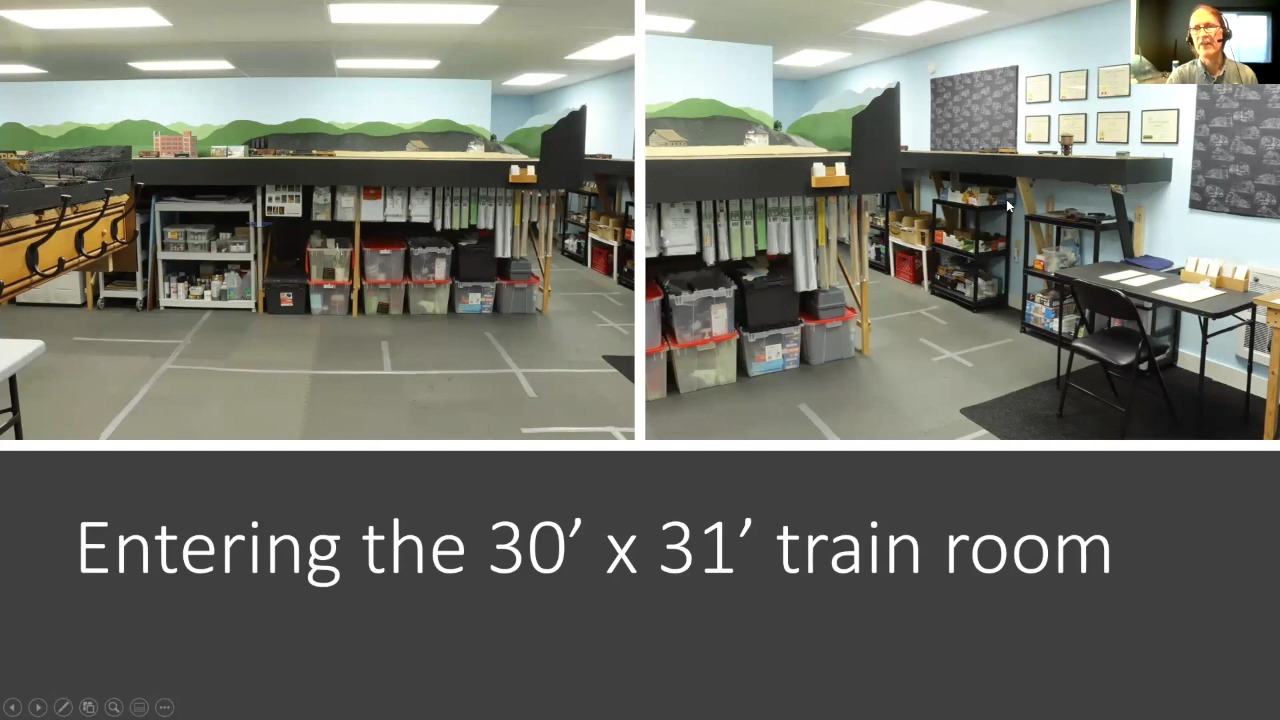 Entering the 30’ x 31’ train room